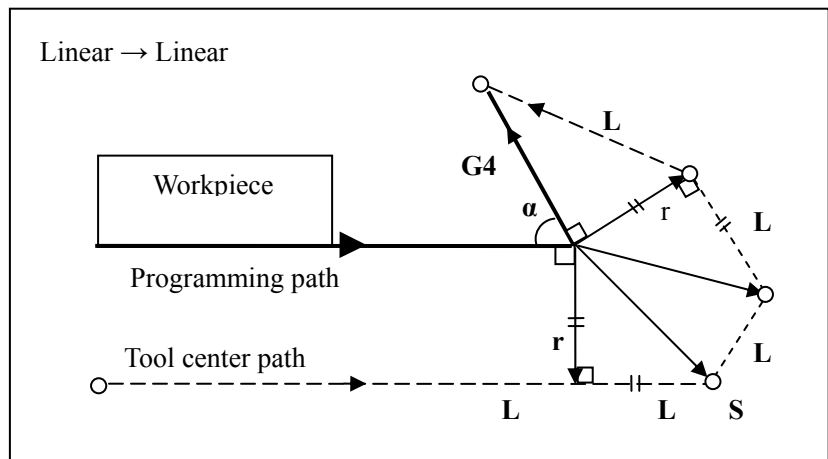 Linear → Linear
L
G4
Workpiece
α
r
L
Programming path
L
r
Tool center path
L
L
S